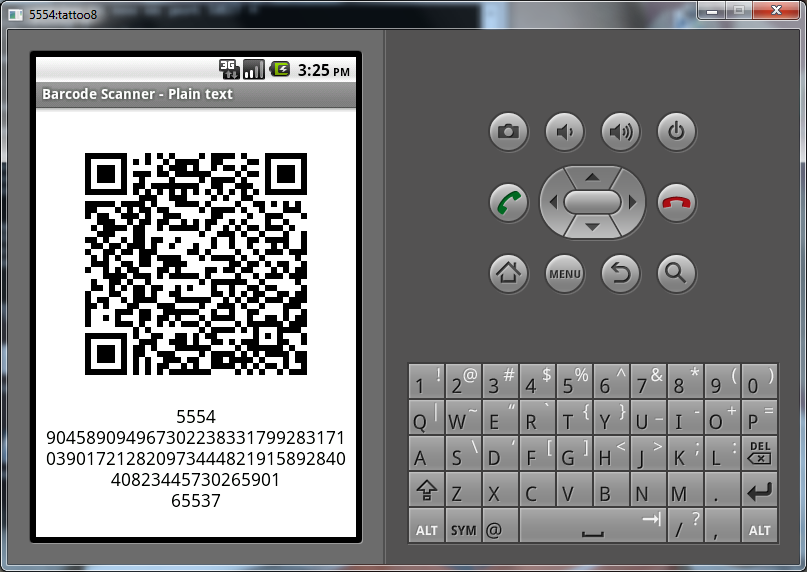 5554:tattoo8
3G
3:25 PM
Barcode Scanner - Plain text
5554
904589094967302238331799283171
039017212820973444821915892840
40823445730265901
65537
MENU
1 ! 2 @ 3 # 4 $ 5 % 6 ^ 7 & 8 * 9 ( 0 )
Q | W ~ E “ R ` T { Y } U _ I - O + P =
A S \ D ‘ F [ G ] H < J > K ; L : DEL
Z X C V B N M .
ALT SYM @ / ? , ALT